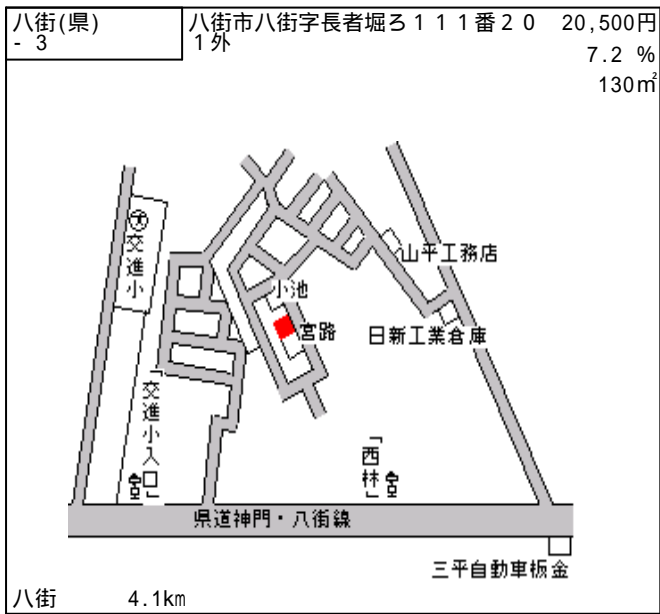 八街(県)
- 3
八街市八街字長者堀ろ１１１番２０
１外
20,500円
7.2 %
130㎡
交進小
山平工務店
小池
宮路
日新工業倉庫
「交進小入口」
「西林」
県道神門・八街線
三平自動車板金
八街 4.1km